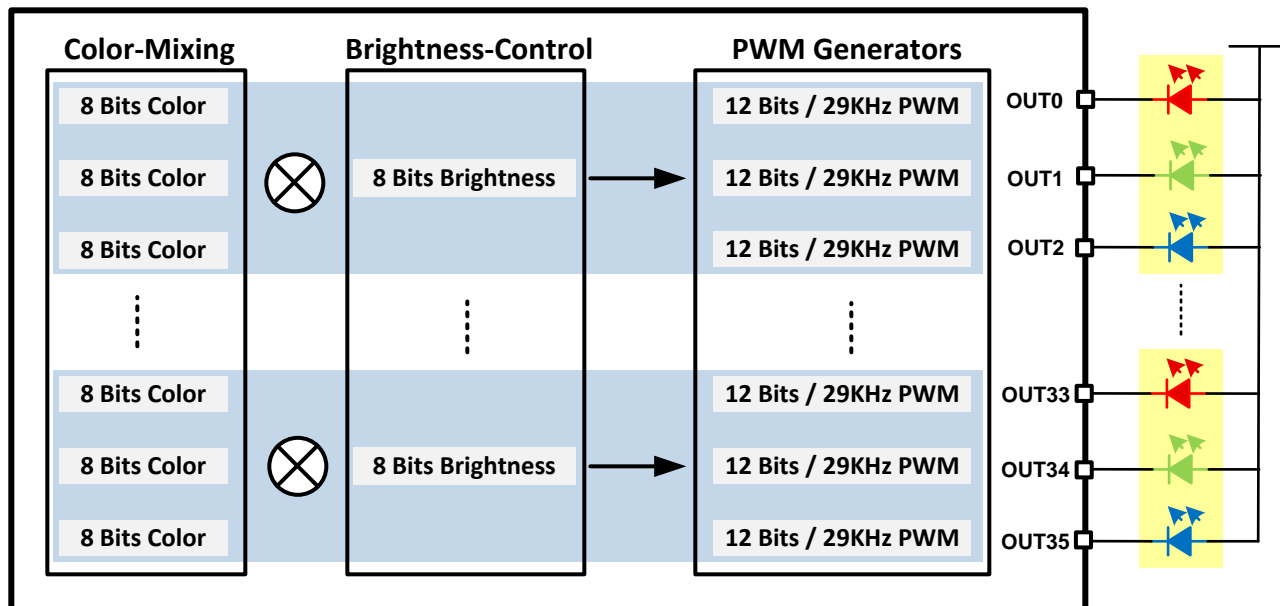 Color-Mixing Brightness-Control PWM Generators
8 Bits Color 12 Bits / 29KHz PWM OUT0
8 Bits Color 8 Bits Brightness 12 Bits / 29KHz PWM OUT1
8 Bits Color 12 Bits / 29KHz PWM OUT2
8 Bits Color 12 Bits / 29KHz PWM OUT33
8 Bits Color 8 Bits Brightness 12 Bits / 29KHz PWM OUT34
8 Bits Color 12 Bits / 29KHz PWM OUT35